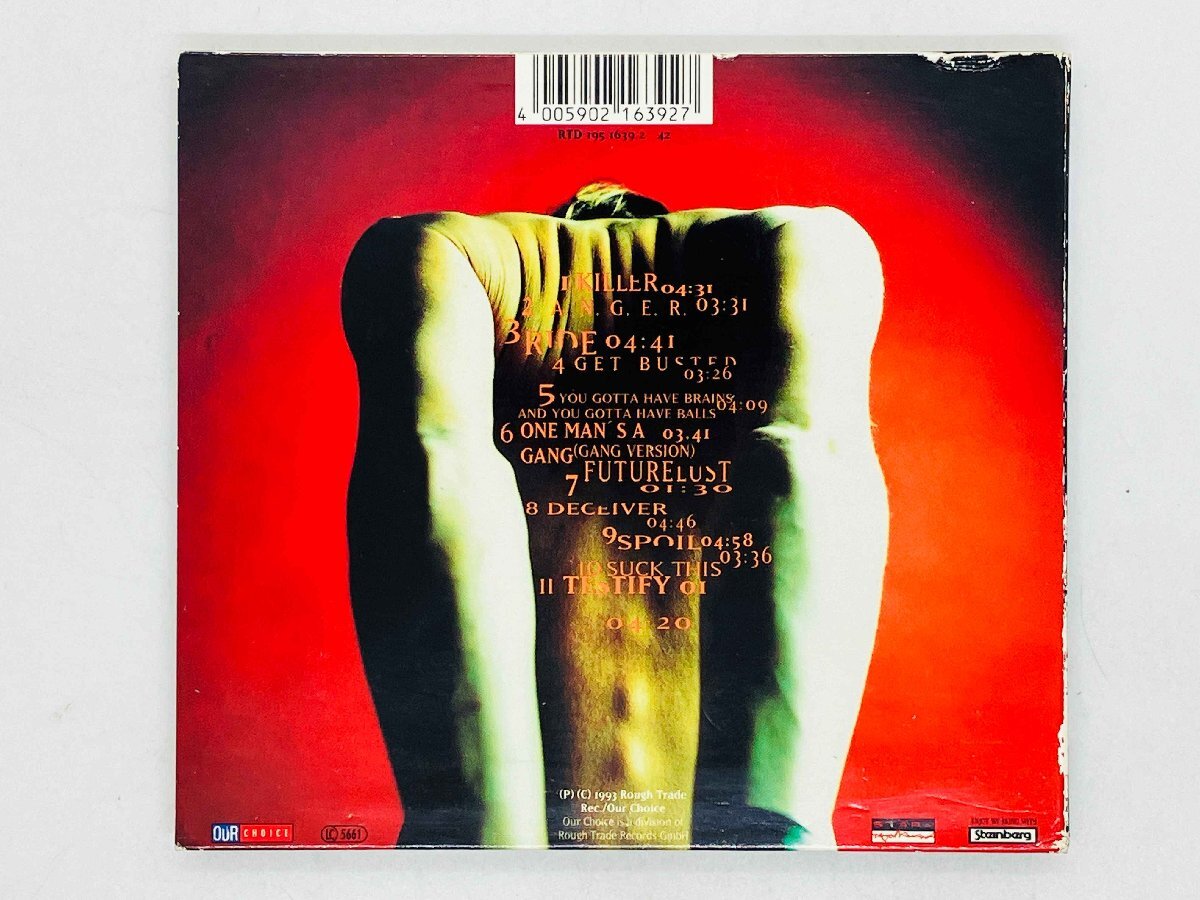 4 005902 163927
RTD 195 1639 2 42
1 KILLER 04:31
2 A. N. G. E. R. 03:31
3 RIDE 04:41
4 GET BUSTED
03:26
5 YOU GOTTA HAVE BRAINS 04:09
AND YOU GOTTA HAVE BALLS
6 ONE MAN´S A 03.41
GANG (GANG VERSION)
7 FUTURELUST
01:30
8 DECEIVER
04:46
9 SPOIL 04:58
10 SUCK THIS 03:36
11 TESTIFY 01
04 20
(P) (C) 1993 Rough Trade
Rec./Our Choice
Our Choice is a division of
Rough Trade Records GmbH
OUR CHOICE
LC 5661
Steinberg